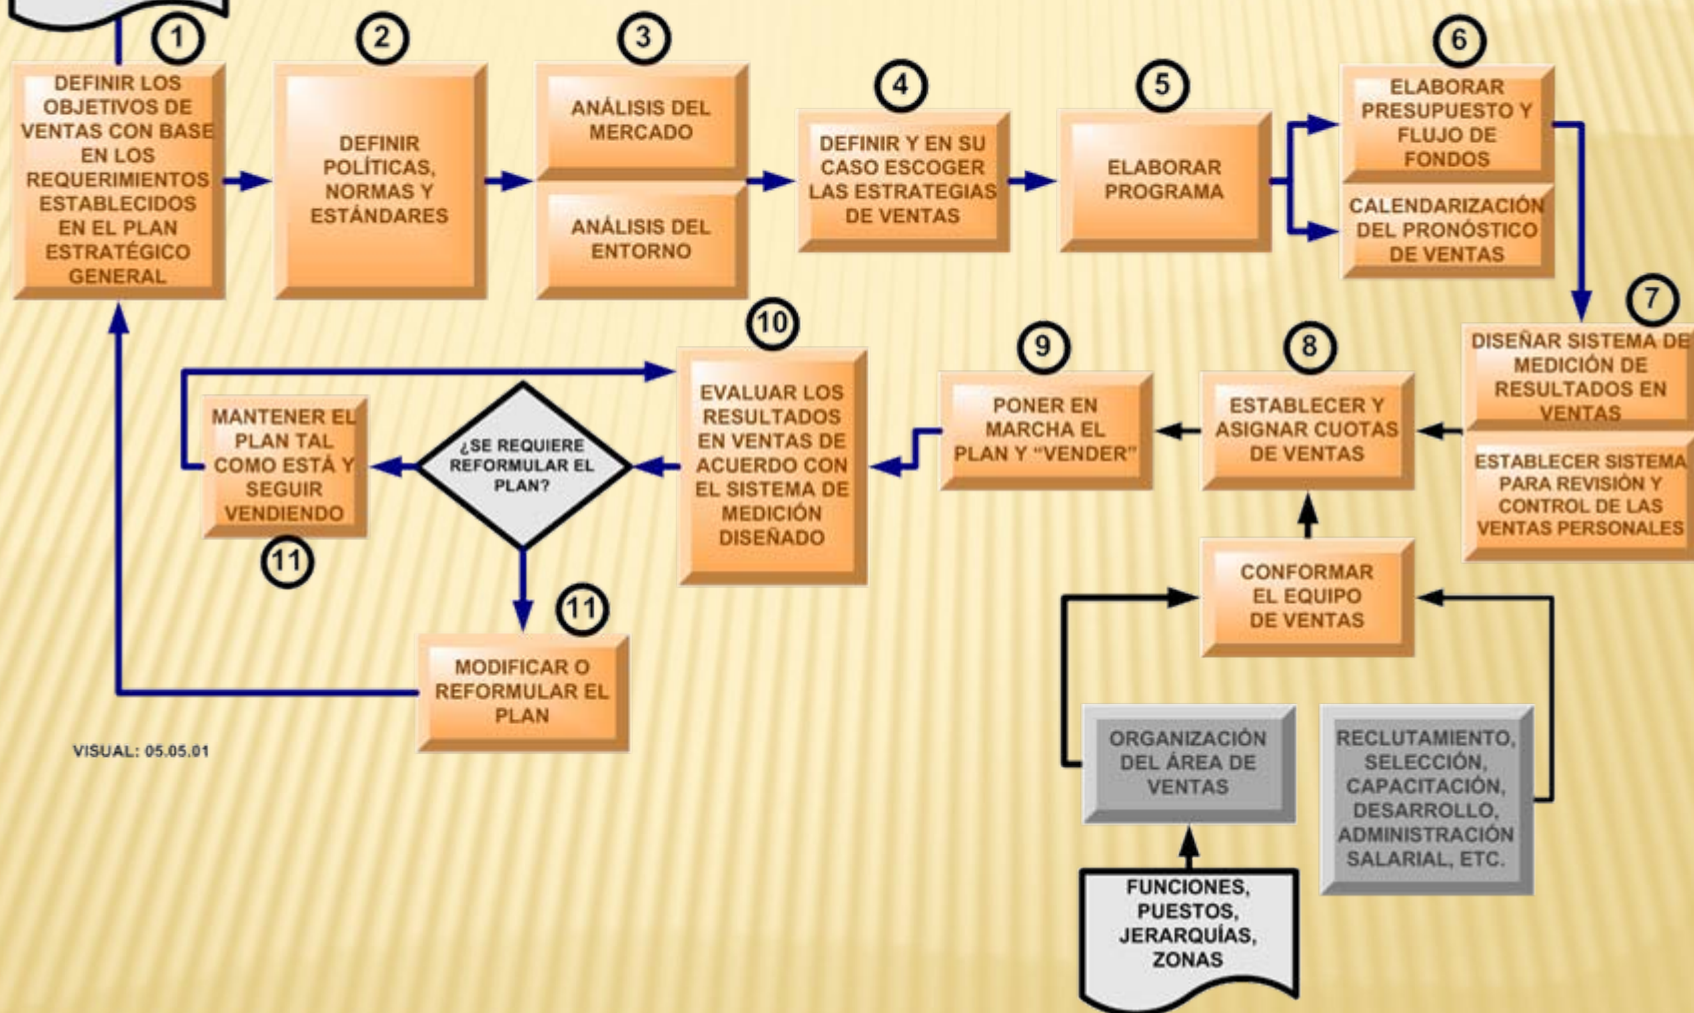 1
DEFINIR LOS
OBJETIVOS DE
VENTAS CON BASE
EN LOS
REQUERIMIENTOS
ESTABLECIDOS
EN EL PLAN
ESTRATÉGICO
GENERAL
2
DEFINIR
POLÍTICAS,
NORMAS Y
ESTÁNDARES
3
ANÁLISIS DEL
MERCADO
ANÁLISIS DEL
ENTORNO
4
DEFINIR Y EN SU
CASO ESCOGER
LAS ESTRATEGIAS
DE VENTAS
5
ELABORAR
PROGRAMA
6
ELABORAR
PRESUPUESTO Y
FLUJO DE
FONDOS
CALENDARIZACIÓN
DEL PRONÓSTICO
DE VENTAS
7
DISEÑAR SISTEMA DE
MEDICIÓN DE
RESULTADOS EN
VENTAS
ESTABLECER SISTEMA
PARA REVISIÓN Y
CONTROL DE LAS
VENTAS PERSONALES
8
ESTABLECER Y
ASIGNAR CUOTAS
DE VENTAS
9
PONER EN
MARCHA EL
PLAN Y “VENDER”
10
EVALUAR LOS
RESULTADOS
EN VENTAS DE
ACUERDO CON
EL SISTEMA DE
MEDICIÓN
DISEÑADO
¿SE REQUIERE
REFORMULAR EL
PLAN?
MANTENER EL
PLAN TAL
COMO ESTÁ Y
SEGUIR
VENDIENDO
11
11
MODIFICAR O
REFORMULAR EL
PLAN
CONFORMAR
EL EQUIPO
DE VENTAS
ORGANIZACIÓN
DEL ÁREA DE
VENTAS
RECLUTAMIENTO,
SELECCIÓN,
CAPACITACIÓN,
DESARROLLO,
ADMINISTRACIÓN
SALARIAL, ETC.
FUNCIONES,
PUESTOS,
JERARQUÍAS,
ZONAS
VISUAL: 05.05.01